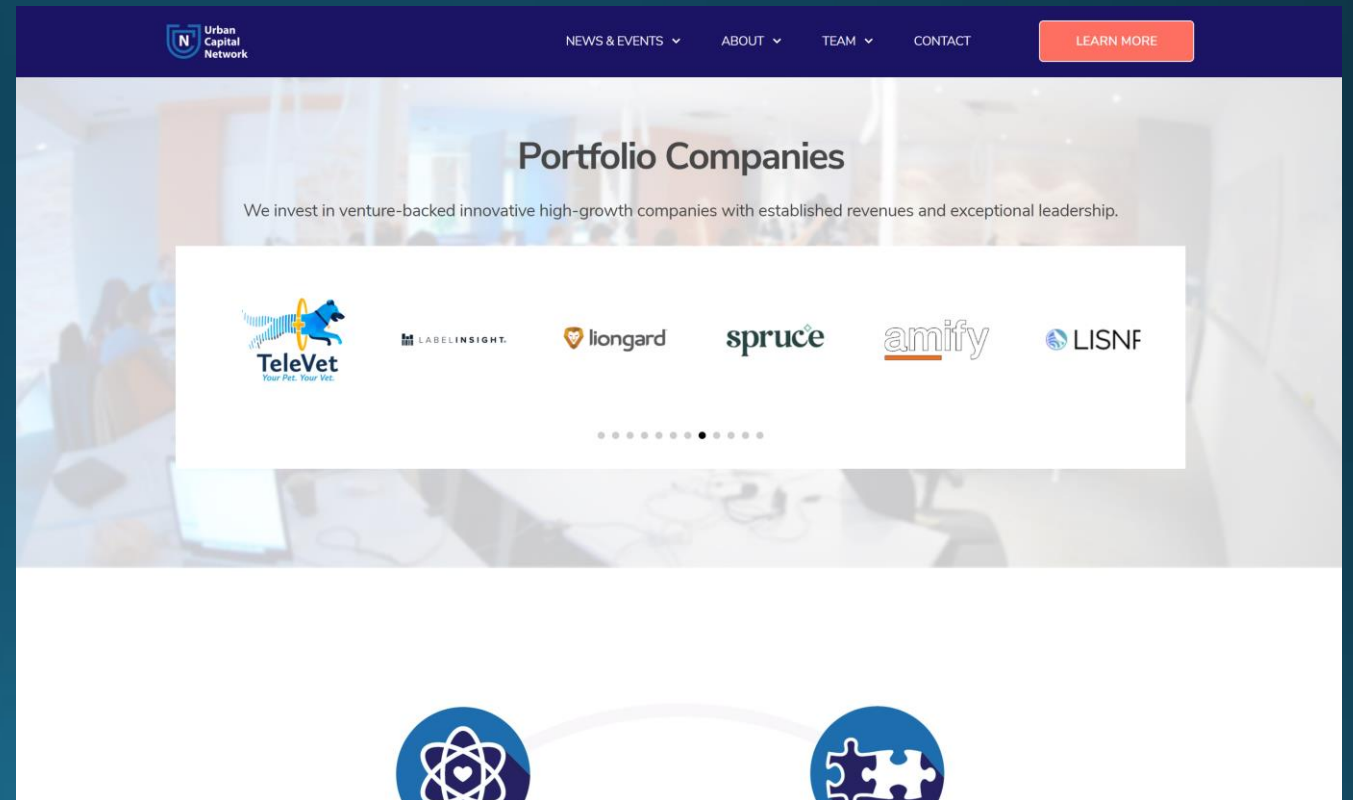 Urban
Capital
Network
N
NEWS & EVENTS ABOUT TEAM CONTACT LEARN MORE
Portfolio Companies
We invest in venture-backed innovative high-growth companies with established revenues and exceptional leadership.
TeleVet
Your Pet. Your Vet.
LABELINSIGHT.
liongard
spruce
amify
LISNF